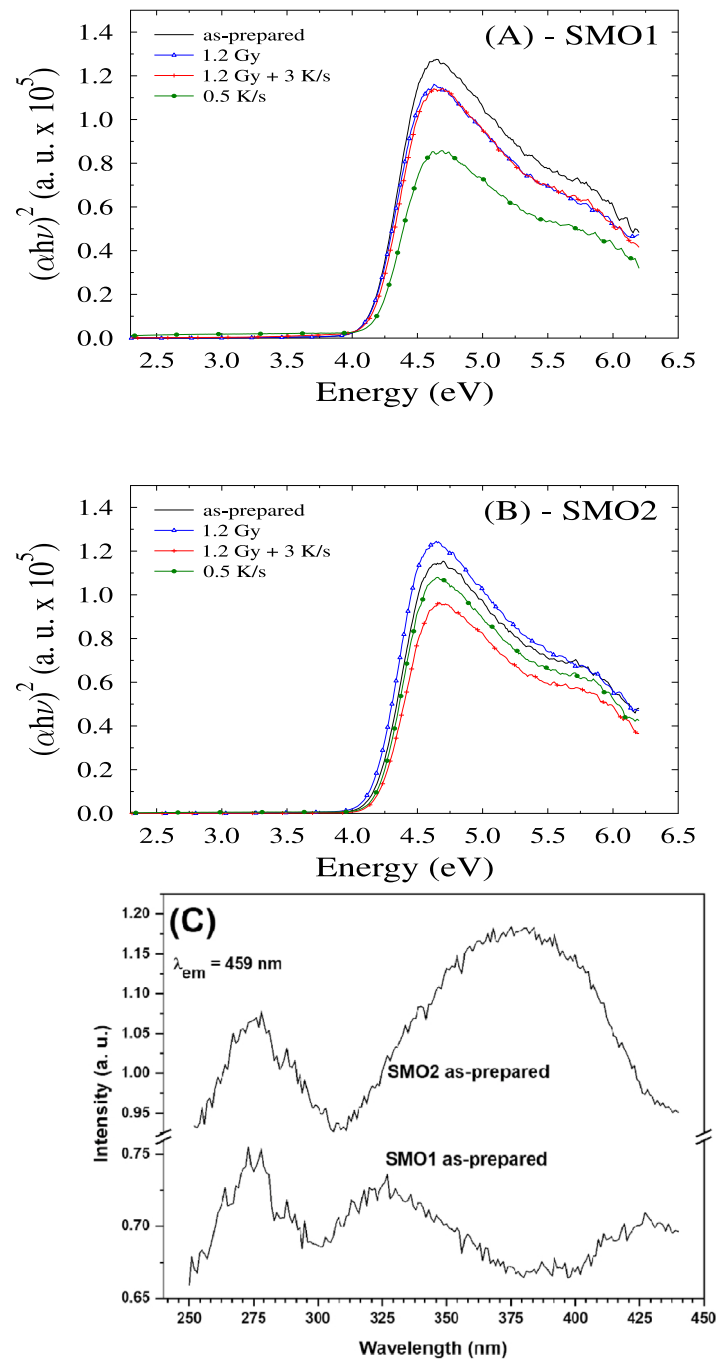 (A) - SMO1
as-prepared
1.2 Gy
1.2 Gy + 3 K/s
0.5 K/s
(αhν)² (a. u. x 10⁵)
1.4
1.2
1.0
0.8
0.6
0.4
0.2
0.0
2.5 3.0 3.5 4.0 4.5 5.0 5.5 6.0 6.5
Energy (eV)
(B) - SMO2
as-prepared
1.2 Gy
1.2 Gy + 3 K/s
0.5 K/s
(αhν)² (a. u. x 10⁵)
1.4
1.2
1.0
0.8
0.6
0.4
0.2
0.0
2.5 3.0 3.5 4.0 4.5 5.0 5.5 6.0 6.5
Energy (eV)
(C)
λem = 459 nm
SMO2 as-prepared
SMO1 as-prepared
Intensity (a. u.)
1.20
1.15
1.10
1.05
1.00
0.95
0.75
0.70
0.65
250 275 300 325 350 375 400 425 450
Wavelength (nm)